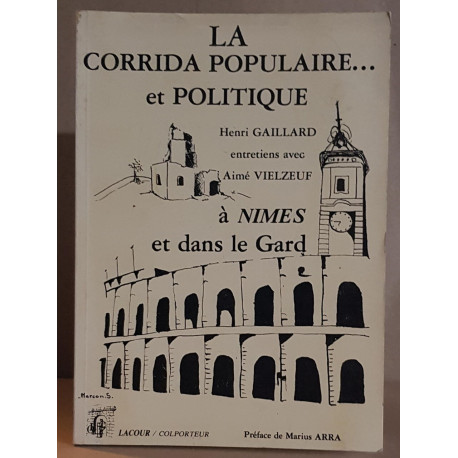 LA
CORRIDA POPULAIRE...
et POLITIQUE
Henri GAILLARD
entretiens avec
Aimé VIELZEUF
à NIMES
et dans le Gard
Marcon.S.
LACOUR / COLPORTEUR
Préface de Marius ARRA